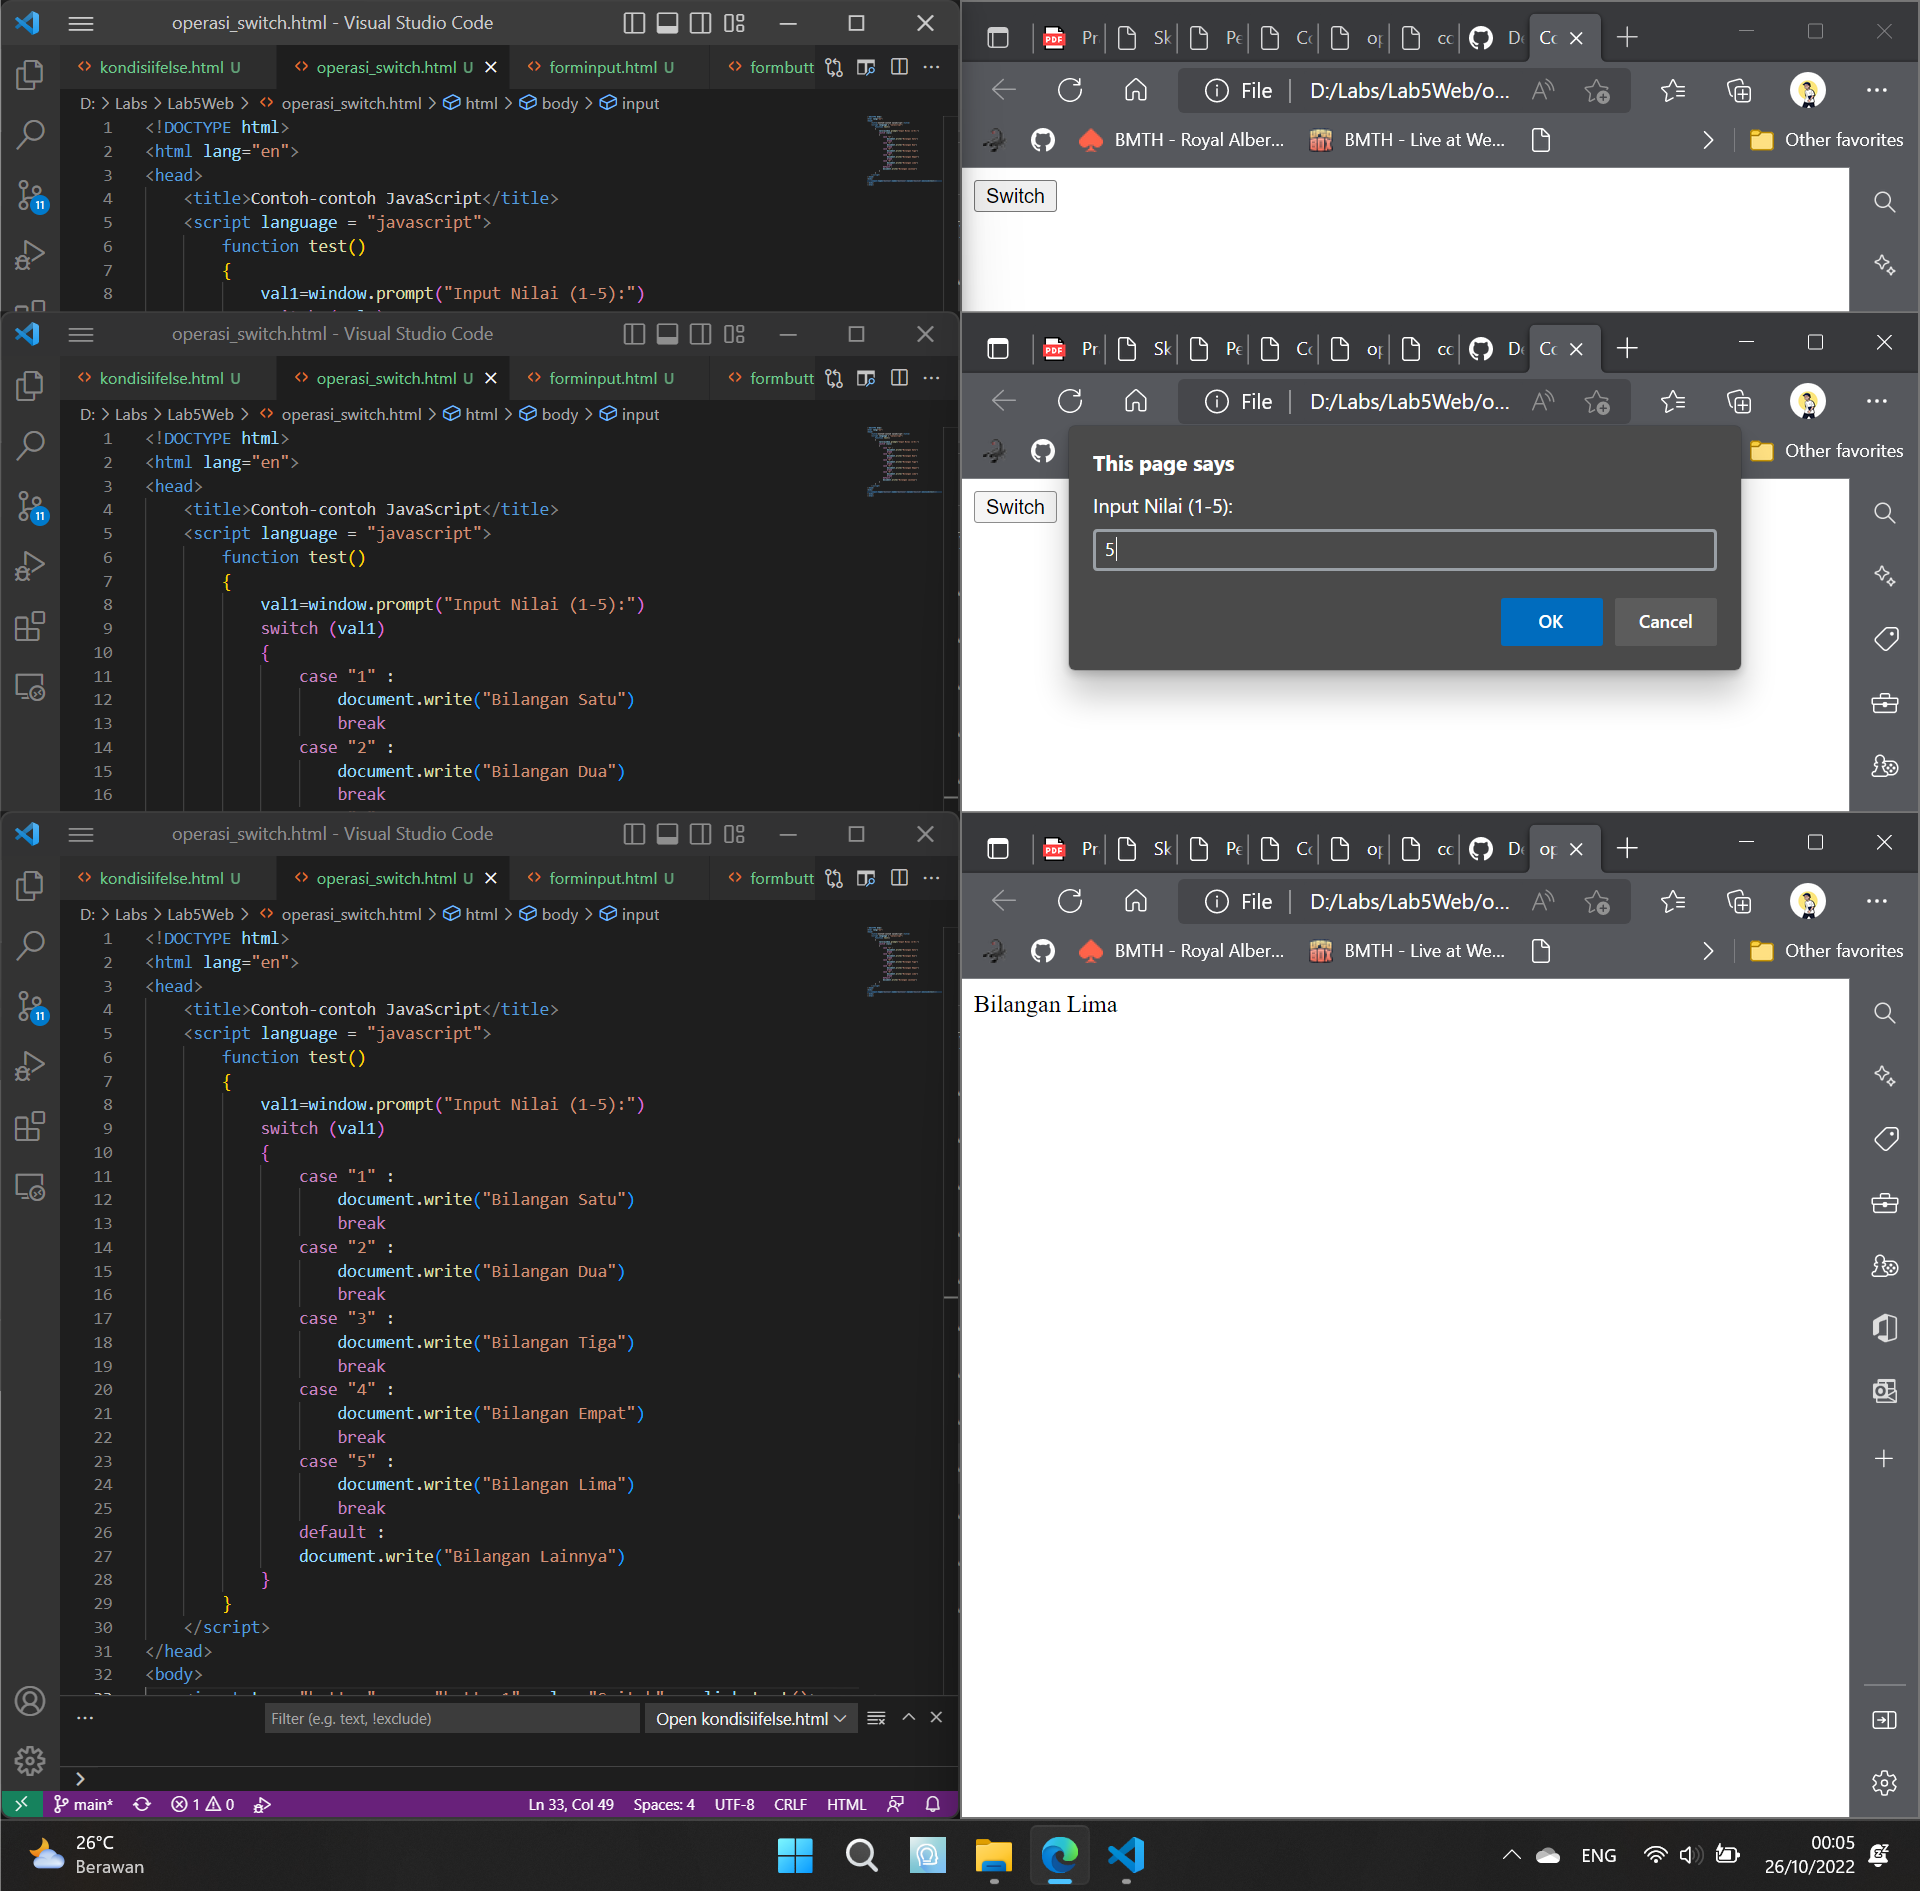 operasi_switch.html - Visual Studio Code
kondisiifelse.html U operasi_switch.html U forminput.html U formbutt
D: > Labs > Lab5Web > operasi_switch.html > html > body > input
1 <!DOCTYPE html>
2 <html lang="en">
3 <head>
4 <title>Contoh-contoh JavaScript</title>
5 <script language = "javascript">
6 function test()
7 {
8 val1=window.prompt("Input Nilai (1-5):")
11
Pr Sk Pe Cc op cc De Cc
File D:/Labs/Lab5Web/o...
BMTH - Royal Alber... BMTH - Live at We... Other favorites
Switch
operasi_switch.html - Visual Studio Code
kondisiifelse.html U operasi_switch.html U forminput.html U formbutt
D: > Labs > Lab5Web > operasi_switch.html > html > body > input
1 <!DOCTYPE html>
2 <html lang="en">
3 <head>
4 <title>Contoh-contoh JavaScript</title>
5 <script language = "javascript">
6 function test()
7 {
8 val1=window.prompt("Input Nilai (1-5):")
9 switch (val1)
10 {
11 case "1" :
12 document.write("Bilangan Satu")
13 break
14 case "2" :
15 document.write("Bilangan Dua")
16 break
11
Pr Sk Pe Cc op cc De Cc
File D:/Labs/Lab5Web/o...
Other favorites
Switch
This page says
Input Nilai (1-5):
5
OK Cancel
operasi_switch.html - Visual Studio Code
kondisiifelse.html U operasi_switch.html U forminput.html U formbutt
D: > Labs > Lab5Web > operasi_switch.html > html > body > input
1 <!DOCTYPE html>
2 <html lang="en">
3 <head>
4 <title>Contoh-contoh JavaScript</title>
5 <script language = "javascript">
6 function test()
7 {
8 val1=window.prompt("Input Nilai (1-5):")
9 switch (val1)
10 {
11 case "1" :
12 document.write("Bilangan Satu")
13 break
14 case "2" :
15 document.write("Bilangan Dua")
16 break
17 case "3" :
18 document.write("Bilangan Tiga")
19 break
20 case "4" :
21 document.write("Bilangan Empat")
22 break
23 case "5" :
24 document.write("Bilangan Lima")
25 break
26 default :
27 document.write("Bilangan Lainnya")
28 }
29 }
30 </script>
31 </head>
32 <body>
11
Filter (e.g. text, !exclude) Open kondisiifelse.html
main* 1 0 Ln 33, Col 49 Spaces: 4 UTF-8 CRLF HTML
Pr Sk Pe Cc op cc De op
File D:/Labs/Lab5Web/o...
BMTH - Royal Alber... BMTH - Live at We... Other favorites
Bilangan Lima
26°C
Berawan
ENG
00:05
26/10/2022